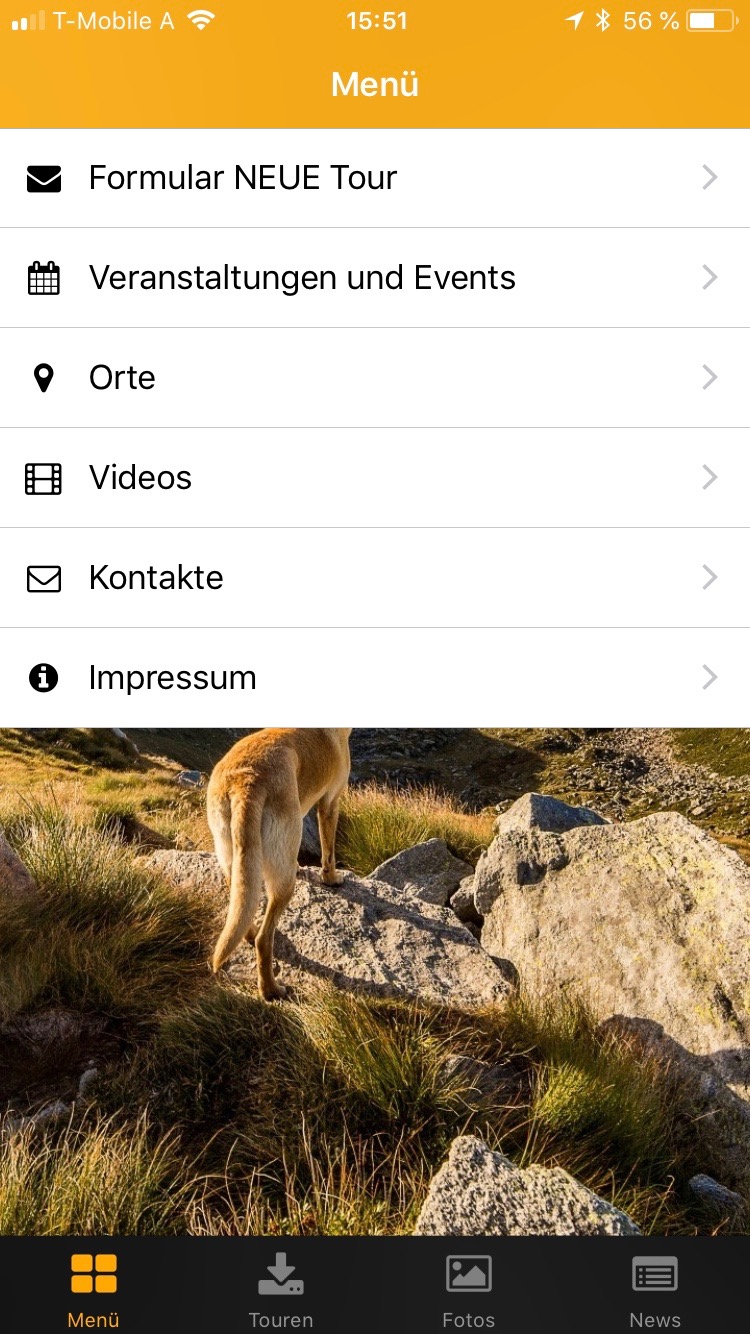 T-Mobile A 15:51 56 %
Menü
Formular NEUE Tour
Veranstaltungen und Events
Orte
Videos
Kontakte
Impressum
Menü Touren Fotos News